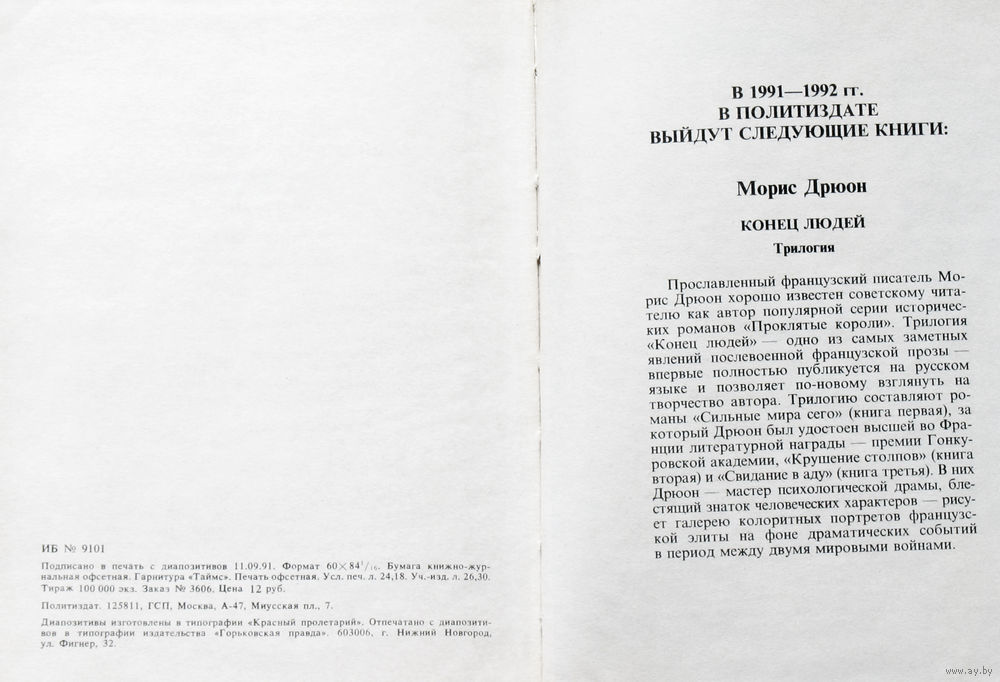 ИБ № 9101
Подписано в печать с диапозитивов 11.09.91. Формат 60×84¹/₁₆. Бумага книжно-жур-
нальная офсетная. Гарнитура «Таймс». Печать офсетная. Усл. печ. л. 24,18. Уч.-изд. л. 26,30.
Тираж 100 000 экз. Заказ № 3606. Цена 12 руб.
Политиздат. 125811, ГСП, Москва, А-47, Миусская пл., 7.
Диапозитивы изготовлены в типографии «Красный пролетарий». Отпечатано с диапозити-
вов в типографии издательства «Горьковская правда». 603006, г. Нижний Новгород,
ул. Фигнер, 32.
В 1991—1992 гг.
В ПОЛИТИЗДАТЕ
ВЫЙДУТ СЛЕДУЮЩИЕ КНИГИ:
Морис Дрюон
КОНЕЦ ЛЮДЕЙ
Трилогия
Прославленный французский писатель Мо-
рис Дрюон хорошо известен советскому чита-
телю как автор популярной серии историчес-
ких романов «Проклятые короли». Трилогия
«Конец людей» — одно из самых заметных
явлений послевоенной французской прозы —
впервые полностью публикуется на русском
языке и позволяет по-новому взглянуть на
творчество автора. Трилогию составляют ро-
маны «Сильные мира сего» (книга первая), за
который Дрюон был удостоен высшей во Фра-
нции литературной награды — премии Гонку-
ровской академии, «Крушение столпов» (книга
вторая) и «Свидание в аду» (книга третья). В них
Дрюон — мастер психологической драмы, бле-
стящий знаток человеческих характеров — рису-
ет галерею колоритных портретов французс-
кой элиты на фоне драматических событий
в период между двумя мировыми войнами.
www.ay.by